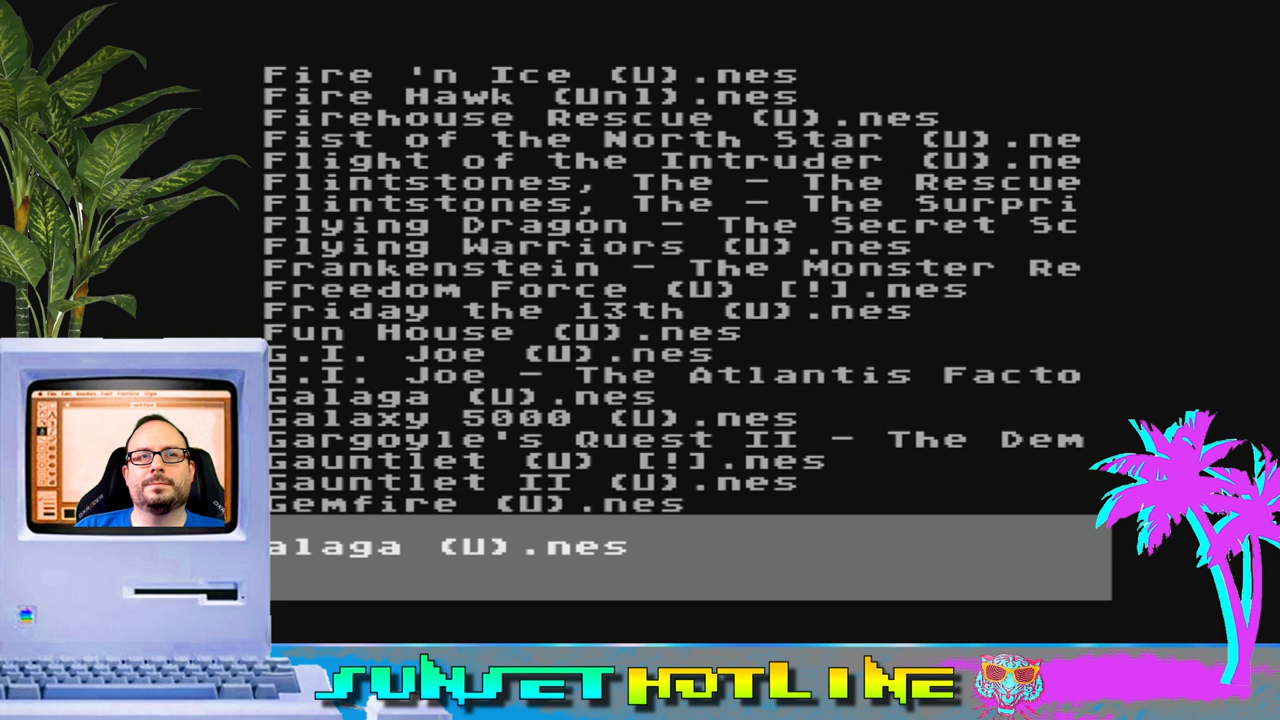 Fire 'n Ice (U).nes
Fire Hawk (Unl).nes
Firehouse Rescue (U).nes
Fist of the North Star (U).ne
Flight of the Intruder (U).ne
Flintstones, The - The Rescue
Flintstones, The - The Surpri
Flying Dragon - The Secret Sc
Flying Warriors (U).nes
Frankenstein - The Monster Re
Freedom Force (U) [!].nes
Friday the 13th (U).nes
Fun House (U).nes
G.I. Joe (U).nes
G.I. Joe - The Atlantis Facto
Galaga (U).nes
Galaxy 5000 (U).nes
Gargoyle's Quest II - The Dem
Gauntlet (U) [!].nes
Gauntlet II (U).nes
Gemfire (U).nes
alaga (U).nes
SUNSET HOTLINE